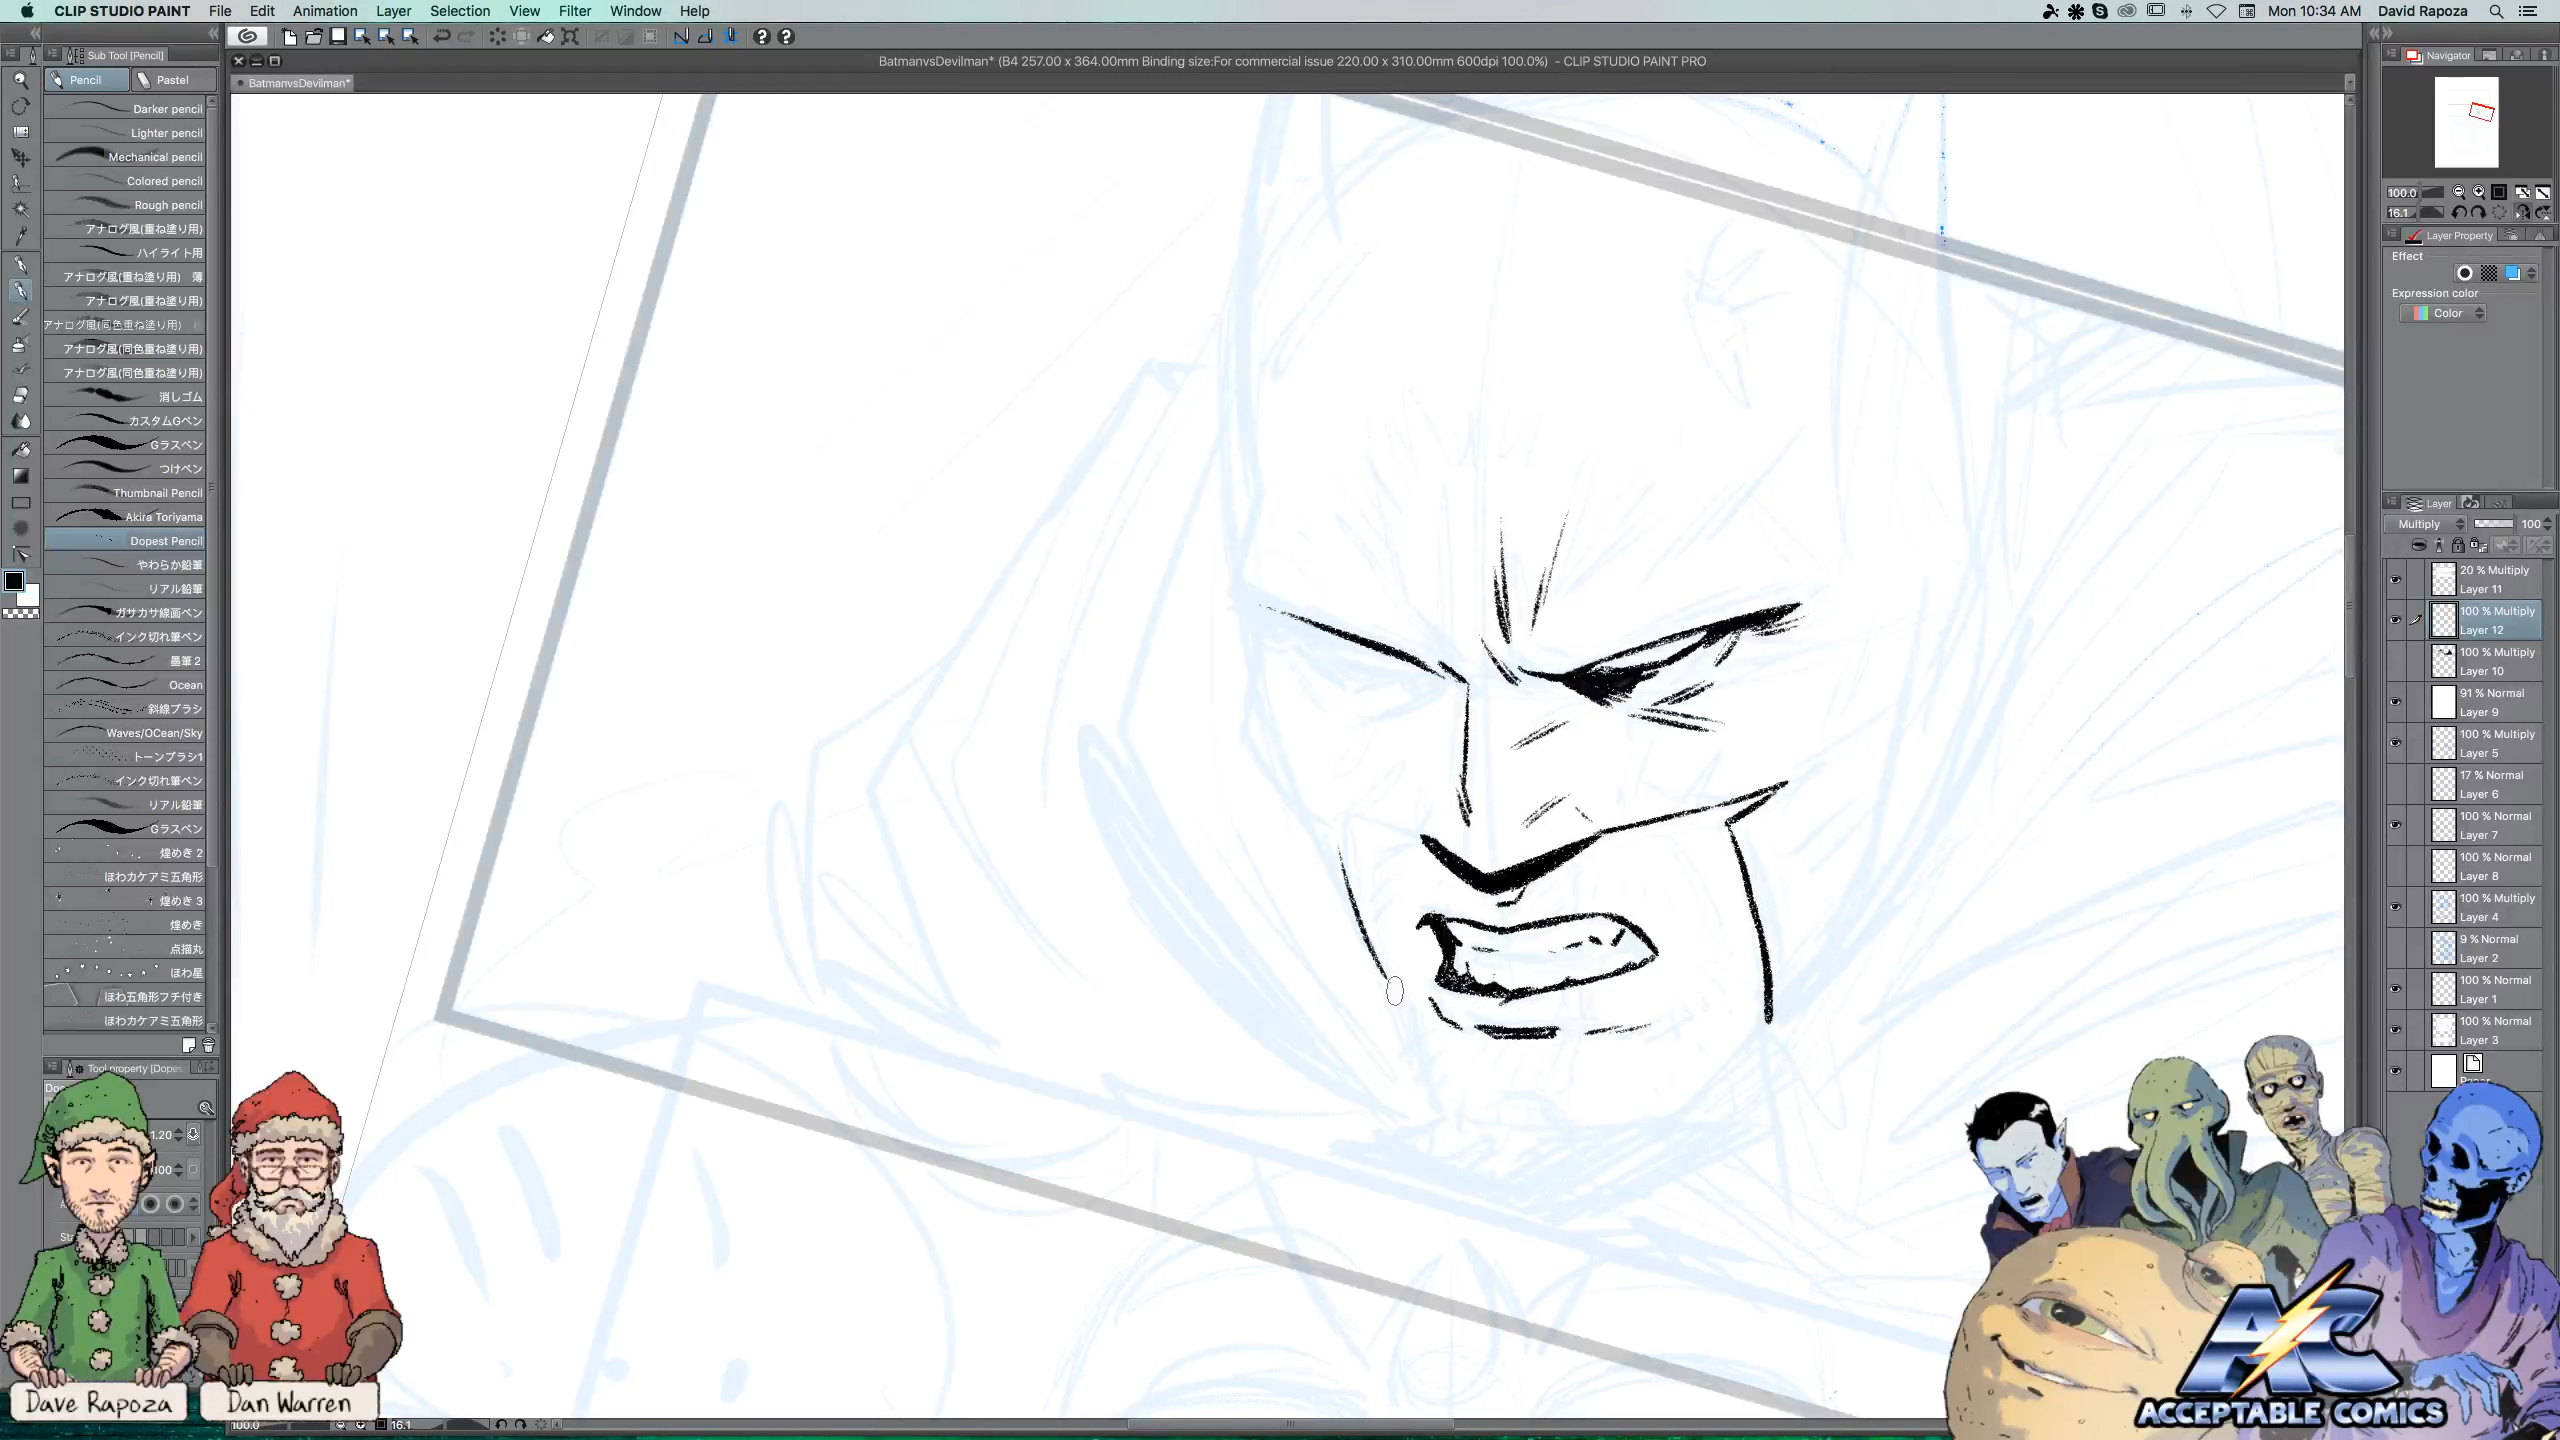 CLIP STUDIO PAINT File Edit Animation Layer Selection View Filter Window Help
Mon 10:34 AM David Rapoza
Sub Tool [Pencil]
Pencil Pastel
BatmanvsDevilman* (B4 257.00 x 364.00mm Binding size:For commercial issue 220.00 x 310.00mm 600dpi 100.0%) - CLIP STUDIO PAINT PRO
BatmanvsDevilman*
Darker pencil
Lighter pencil
Mechanical pencil
Colored pencil
Rough pencil
アナログ風(重ね塗り用)
ハイライト用
アナログ風(重ね塗り用) 薄
アナログ風(重ね塗り用)
アナログ風(同色重ね塗り用)
アナログ風(同色重ね塗り用)
アナログ風(同色重ね塗り用)
消しゴム
カスタムGペン
Gラスペン
つけペン
Thumbnail Pencil
Akira Toriyama
Dopest Pencil
やわらか鉛筆
リアル鉛筆
ガサカサ線画ペン
インク切れ筆ペン
墨筆2
Ocean
斜線ブラシ
Waves/OCean/Sky
トーンブラシ1
インク切れ筆ペン
リアル鉛筆
Gラスペン
煌めき 2
ほわカケアミ五角形
煌めき 3
煌めき
点描丸
ほわ星
ほわ五角形フチ付き
ほわカケアミ五角形
Tool property [Dopes
1.20
100
Navigator
100.0
16.1
Layer Property
Effect
Expression color
Color
Layer
Multiply 100
20 % Multiply
Layer 11
100 % Multiply
Layer 12
100 % Multiply
Layer 10
91 % Normal
Layer 9
100 % Multiply
Layer 5
17 % Normal
Layer 6
100 % Normal
Layer 7
100 % Normal
Layer 8
100 % Multiply
Layer 4
9 % Normal
Layer 2
100 % Normal
Layer 1
100 % Normal
Layer 3
Dave Rapoza
Dan Warren
100.0 16.1
AC
ACCEPTABLE COMICS